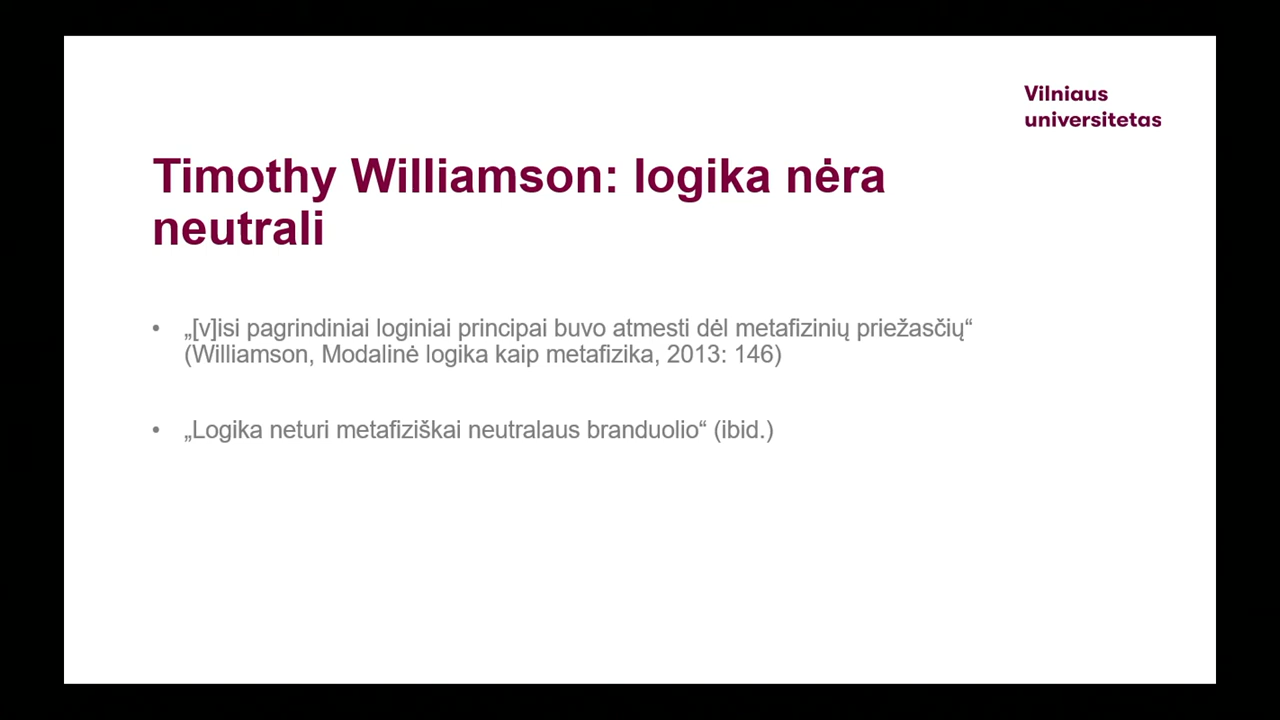 Vilniaus
universitetas
Timothy Williamson: logika nėra
neutrali
• „[v]isi pagrindiniai loginiai principai buvo atmesti dėl metafizinių priežasčių“
(Williamson, Modalinė logika kaip metafizika, 2013: 146)
• „Logika neturi metafiziškai neutralaus branduolio“ (ibid.)